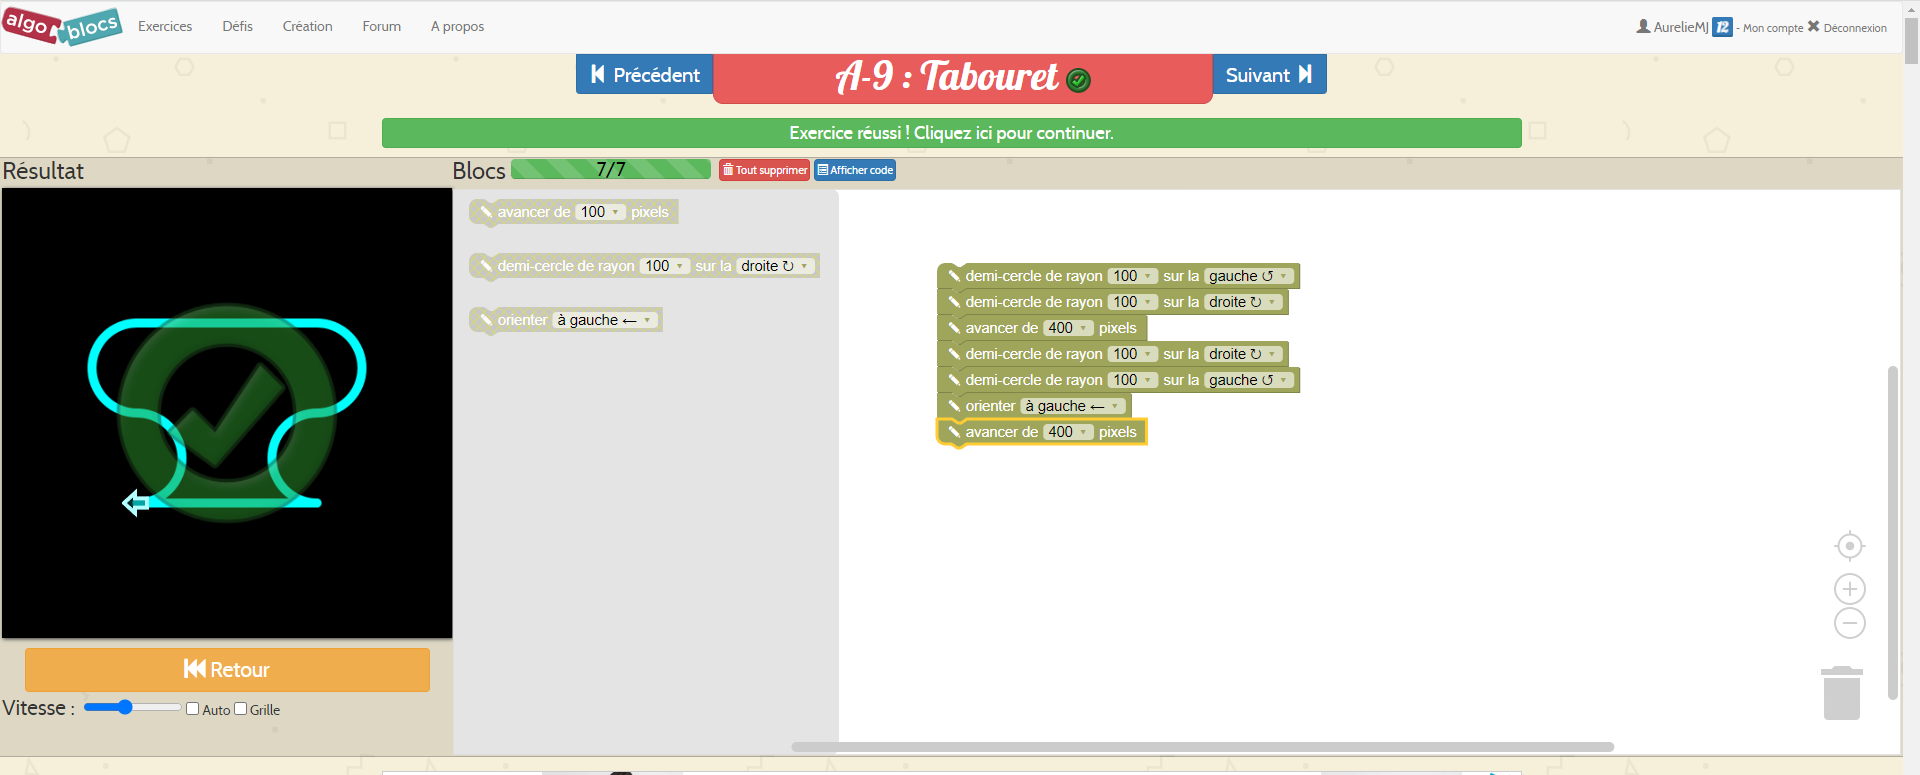 algo blocs Exercices Défis Création Forum A propos AurelieMJ 12 - Mon compte Déconnexion
Précédent A-9 : Tabouret Suivant
Exercice réussi ! Cliquez ici pour continuer.
Résultat Blocs 7/7 Tout supprimer Afficher code
avancer de 100 pixels
demi-cercle de rayon 100 sur la droite ↻
orienter à gauche ←
demi-cercle de rayon 100 sur la gauche ↺
demi-cercle de rayon 100 sur la droite ↻
avancer de 400 pixels
demi-cercle de rayon 100 sur la droite ↻
demi-cercle de rayon 100 sur la gauche ↺
orienter à gauche ←
avancer de 400 pixels
Retour
Vitesse : Auto Grille